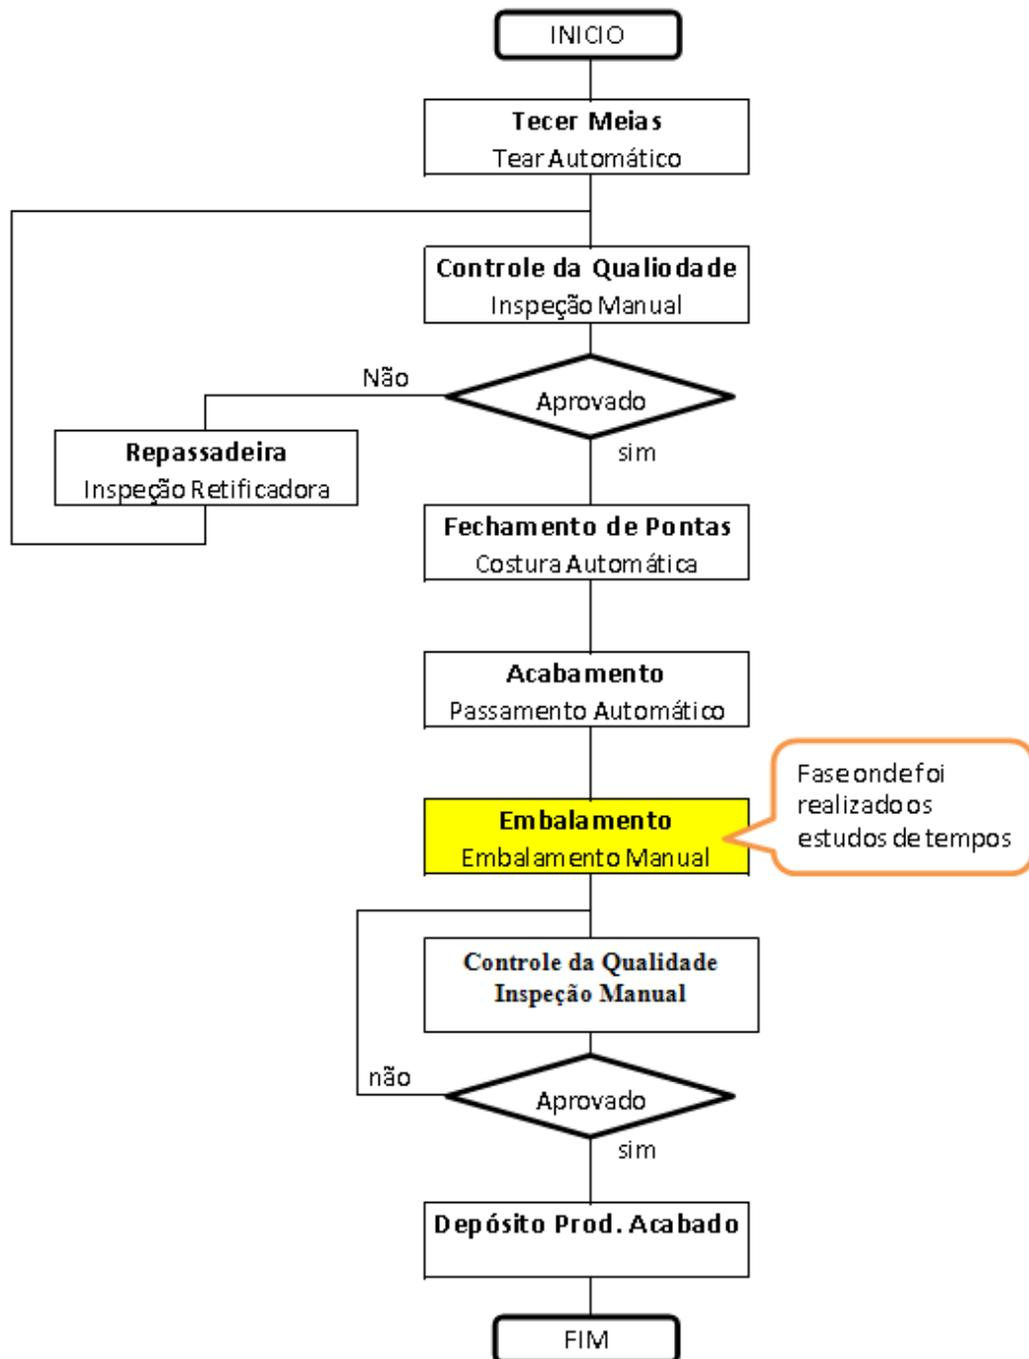 INICIO
Tecer Meias
Tear Automático
Controle da Qualiodade
Inspeção Manual
Não
Aprovado
sim
Repassadeira
Inspeção Retificadora
Fechamento de Pontas
Costura Automática
Acabamento
Passamento Automático
Embalamento
Embalamento Manual
Fase onde foi
realizado os
estudos de tempos
Controle da Qualidade
Inspeção Manual
não
Aprovado
sim
Depósito Prod. Acabado
FIM